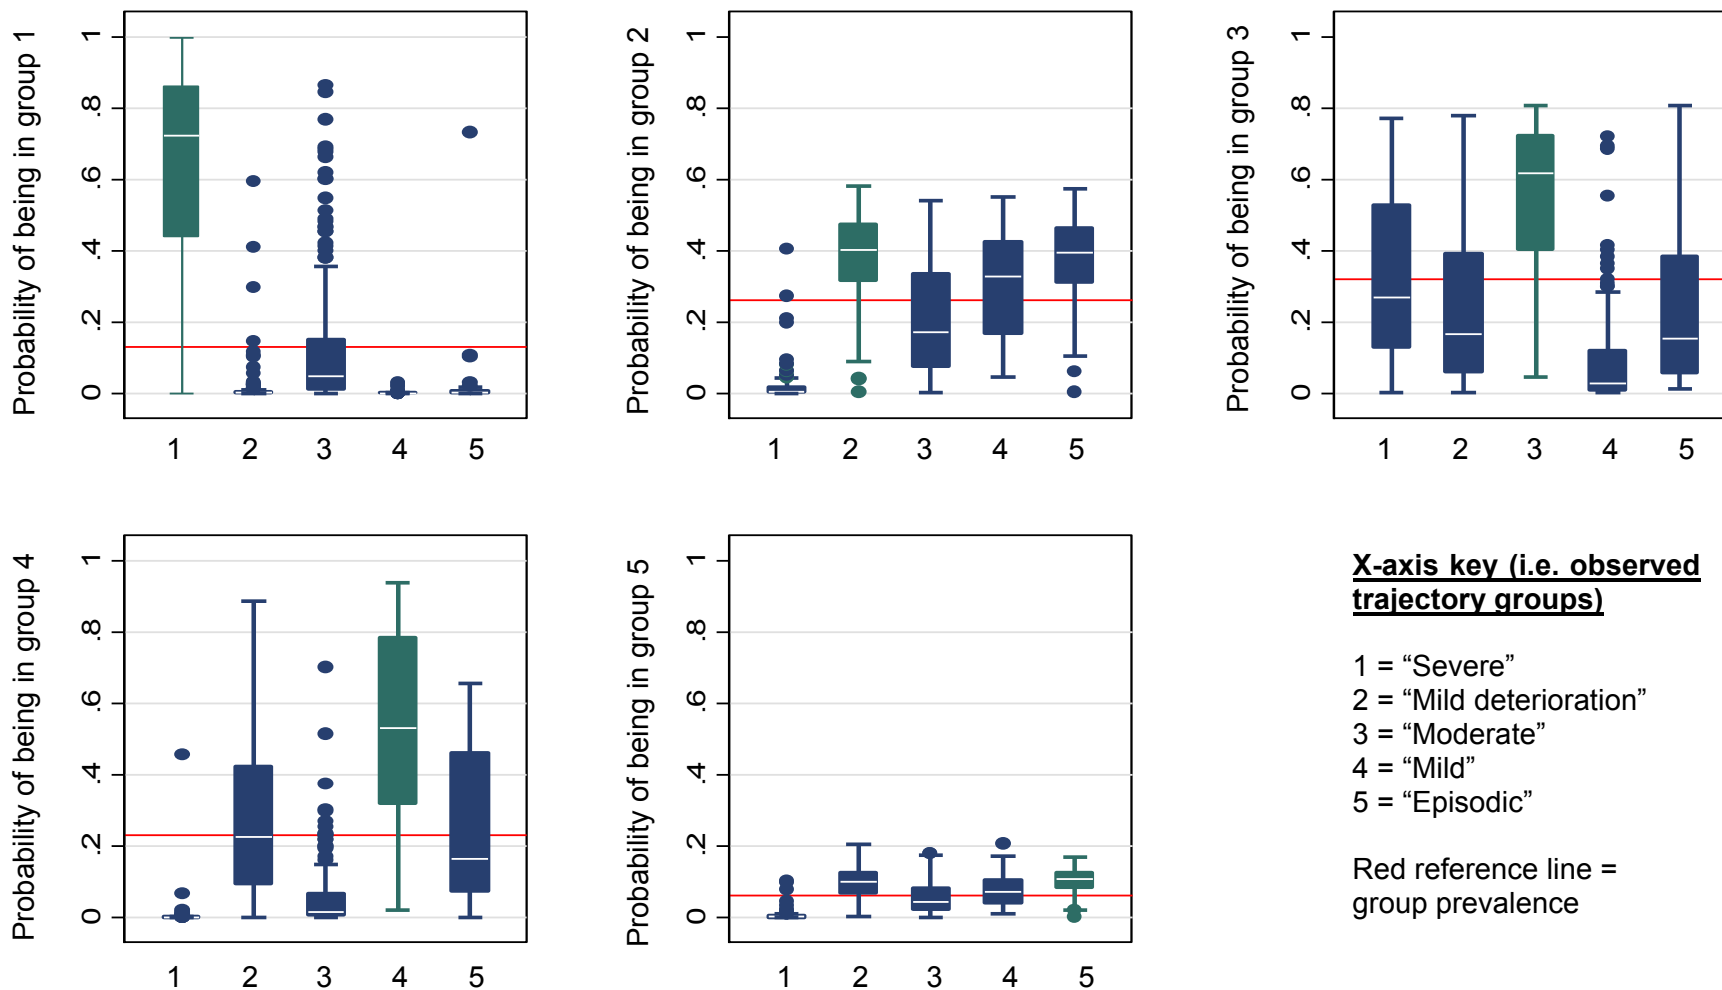 Probability of being in group 1
1
.8
.6
.4
.2
0
1 2 3 4 5
Probability of being in group 2
1
.8
.6
.4
.2
0
1 2 3 4 5
Probability of being in group 3
1
.8
.6
.4
.2
0
1 2 3 4 5
Probability of being in group 4
1
.8
.6
.4
.2
0
1 2 3 4 5
Probability of being in group 5
1
.8
.6
.4
.2
0
1 2 3 4 5
X-axis key (i.e. observed
trajectory groups)
1 = “Severe”
2 = “Mild deterioration”
3 = “Moderate”
4 = “Mild”
5 = “Episodic”
Red reference line =
group prevalence